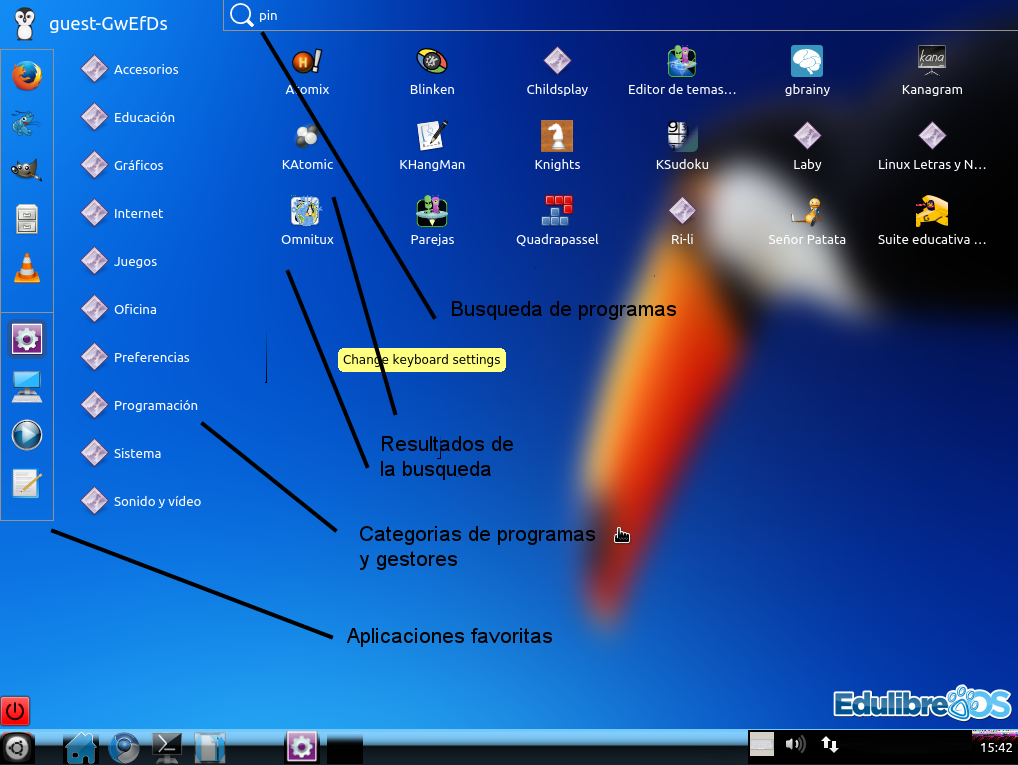 guest-GwEfDs
pin
Accesorios
Educación
Gráficos
Internet
Juegos
Oficina
Preferencias
Programación
Sistema
Sonido y vídeo
Atomix
Blinken
Childsplay
Editor de temas...
gbrainy
kana
Kanagram
KAtomic
KHangMan
Knights
KSudoku
Laby
Linux Letras y N...
Omnitux
Parejas
Quadrapassel
Ri-li
Señor Patata
Suite educativa ...
Busqueda de programas
Change keyboard settings
Resultados de
la busqueda
Categorias de programas
y gestores
Aplicaciones favoritas
EdulibreOS
15:42